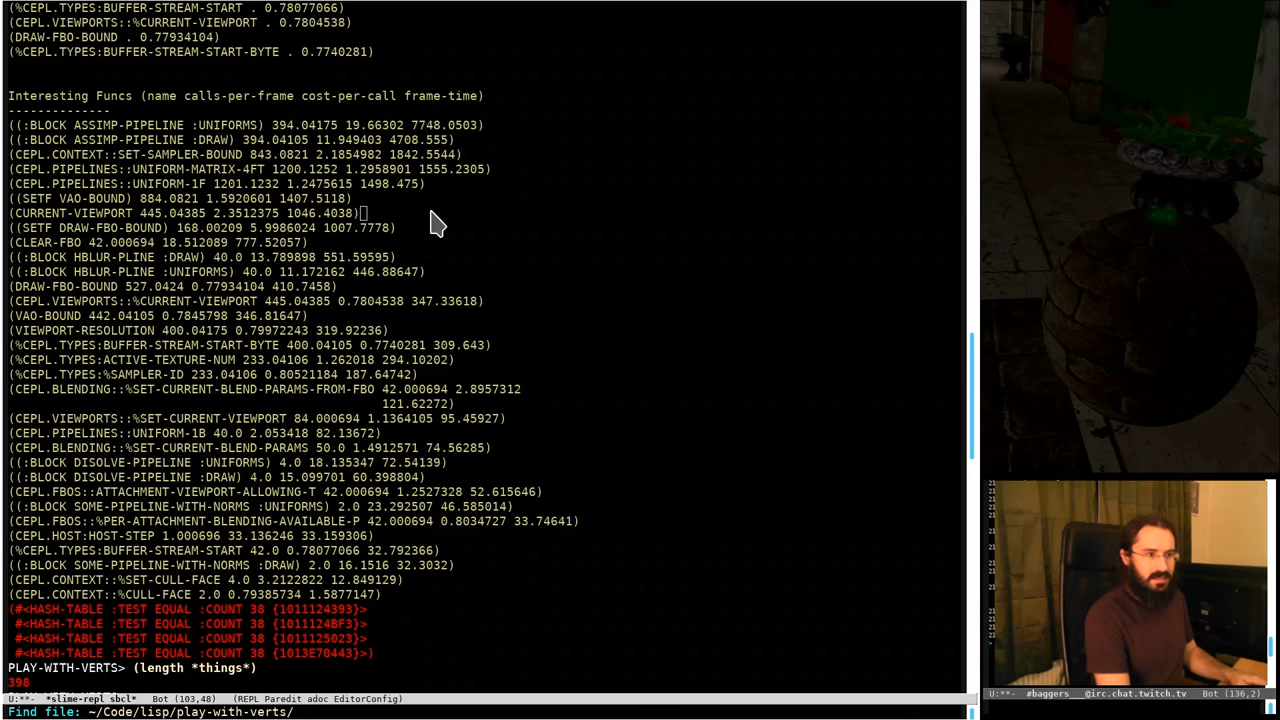 (%CEPL.TYPES:BUFFER-STREAM-START . 0.78077066)
(CEPL.VIEWPORTS::%CURRENT-VIEWPORT . 0.7804538)
(DRAW-FBO-BOUND . 0.77934104)
(%CEPL.TYPES:BUFFER-STREAM-START-BYTE . 0.7740281)
Interesting Funcs (name calls-per-frame cost-per-call frame-time)
-------------
((:BLOCK ASSIMP-PIPELINE :UNIFORMS) 394.04175 19.66302 7748.0503)
((:BLOCK ASSIMP-PIPELINE :DRAW) 394.04105 11.949403 4708.555)
(CEPL.CONTEXT::SET-SAMPLER-BOUND 843.0821 2.1854982 1842.5544)
(CEPL.PIPELINES::UNIFORM-MATRIX-4FT 1200.1252 1.2958901 1555.2305)
(CEPL.PIPELINES::UNIFORM-1F 1201.1232 1.2475615 1498.475)
((SETF VAO-BOUND) 884.0821 1.5920601 1407.5118)
(CURRENT-VIEWPORT 445.04385 2.3512375 1046.4038)
((SETF DRAW-FBO-BOUND) 168.00209 5.9986024 1007.7778)
(CLEAR-FBO 42.000694 18.512089 777.52057)
((:BLOCK HBLUR-PLINE :DRAW) 40.0 13.789898 551.59595)
((:BLOCK HBLUR-PLINE :UNIFORMS) 40.0 11.172162 446.88647)
(DRAW-FBO-BOUND 527.0424 0.77934104 410.7458)
(CEPL.VIEWPORTS::%CURRENT-VIEWPORT 445.04385 0.7804538 347.33618)
(VAO-BOUND 442.04105 0.7845798 346.81647)
(VIEWPORT-RESOLUTION 400.04175 0.79972243 319.92236)
(%CEPL.TYPES:BUFFER-STREAM-START-BYTE 400.04175 0.7740281 309.643)
(%CEPL.TYPES:ACTIVE-TEXTURE-NUM 233.04106 1.262018 294.10202)
(%CEPL.TYPES:%SAMPLER-ID 233.04106 0.80521184 187.64742)
(CEPL.BLENDING::%SET-CURRENT-BLEND-PARAMS-FROM-FBO 42.000694 2.8957312
121.62272)
(CEPL.VIEWPORTS::%SET-CURRENT-VIEWPORT 84.000694 1.1364105 95.45927)
(CEPL.PIPELINES::UNIFORM-1B 40.0 2.053418 82.13672)
(CEPL.BLENDING::%SET-CURRENT-BLEND-PARAMS 50.0 1.4912571 74.56285)
((:BLOCK DISOLVE-PIPELINE :UNIFORMS) 4.0 18.135347 72.54139)
((:BLOCK DISOLVE-PIPELINE :DRAW) 4.0 15.099701 60.398804)
(CEPL.FBOS::ATTACHMENT-VIEWPORT-ALLOWING-T 42.000694 1.2527328 52.615646)
((:BLOCK SOME-PIPELINE-WITH-NORMS :UNIFORMS) 2.0 23.292507 46.585014)
(CEPL.FBOS::%PER-ATTACHMENT-BLENDING-AVAILABLE-P 42.000694 0.8034727 33.74641)
(CEPL.HOST:HOST-STEP 1.000696 33.136246 33.159306)
(%CEPL.TYPES:BUFFER-STREAM-START 42.0 0.78077066 32.792366)
((:BLOCK SOME-PIPELINE-WITH-NORMS :DRAW) 2.0 16.1516 32.3032)
(CEPL.CONTEXT::%SET-CULL-FACE 4.0 3.2122822 12.849129)
(CEPL.CONTEXT::%CULL-FACE 2.0 0.79385734 1.5877147)
(#<HASH-TABLE :TEST EQUAL :COUNT 38 {1011124393}>
#<HASH-TABLE :TEST EQUAL :COUNT 38 {10111248F3}>
#<HASH-TABLE :TEST EQUAL :COUNT 38 {1011125023}>
#<HASH-TABLE :TEST EQUAL :COUNT 38 {1013E70443}>)
PLAY-WITH-VERTS> (length *things*)
398
U:**- *slime-repl sbcl* Bot (103,48) (REPL Paredit adoc EditorConfig)
U:**- #baggers___@irc.chat.twitch.tv Bot (136,2)
Find file: ~/Code/lisp/play-with-verts/